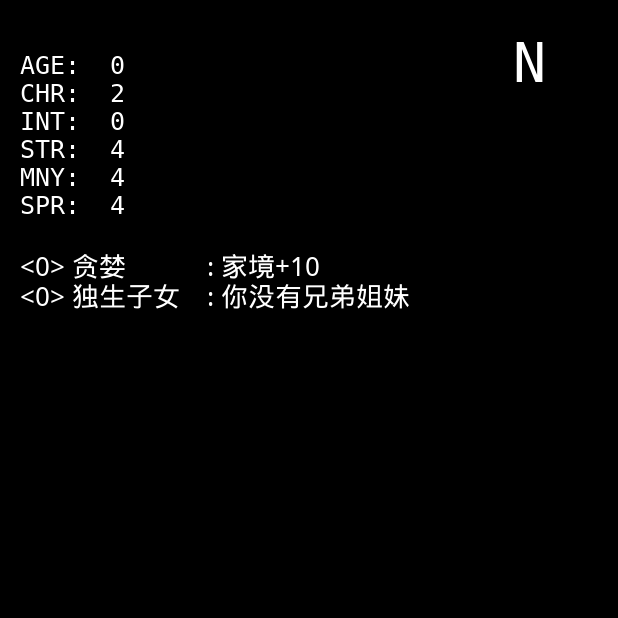 N
AGE: 0
CHR: 2
INT: 0
STR: 4
MNY: 4
SPR: 4
<0> 贪婪 : 家境+10
<0> 独生子女 : 你没有兄弟姐妹